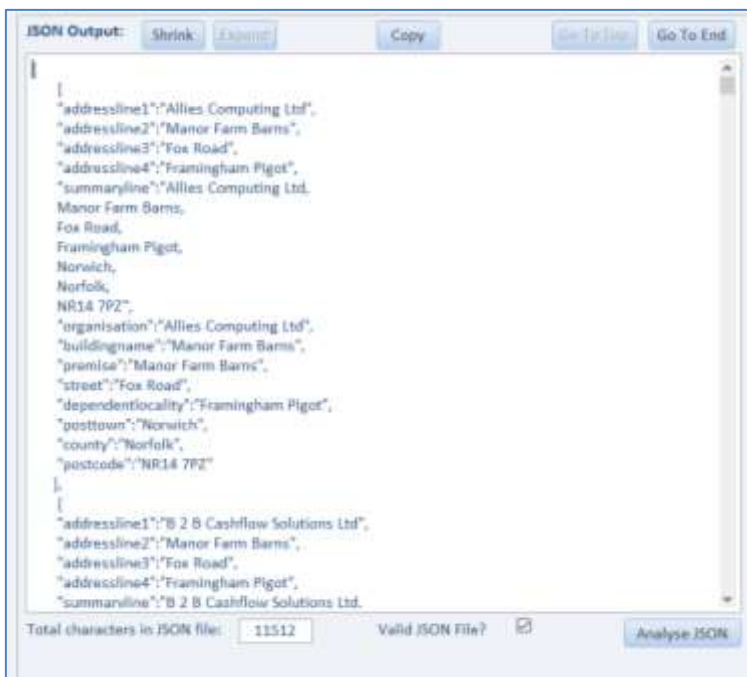 JSON Output: Shrink Expand Copy Go To Top Go To End
[
{
"addressline1":"Allies Computing Ltd",
"addressline2":"Manor Farm Barns",
"addressline3":"Fox Road",
"addressline4":"Framingham Pigot",
"summaryline":"Allies Computing Ltd,
Manor Farm Barns,
Fox Road,
Framingham Pigot,
Norwich,
Norfolk,
NR14 7PZ",
"organisation":"Allies Computing Ltd",
"buildingname":"Manor Farm Barns",
"premise":"Manor Farm Barns",
"street":"Fox Road",
"dependentlocality":"Framingham Pigot",
"posttown":"Norwich",
"county":"Norfolk",
"postcode":"NR14 7PZ"
},
{
"addressline1":"B 2 B Cashflow Solutions Ltd",
"addressline2":"Manor Farm Barns",
"addressline3":"Fox Road",
"addressline4":"Framingham Pigot",
"summaryline":"B 2 B Cashflow Solutions Ltd,
Total characters in JSON file: 11512 Valid JSON File? Analyse JSON